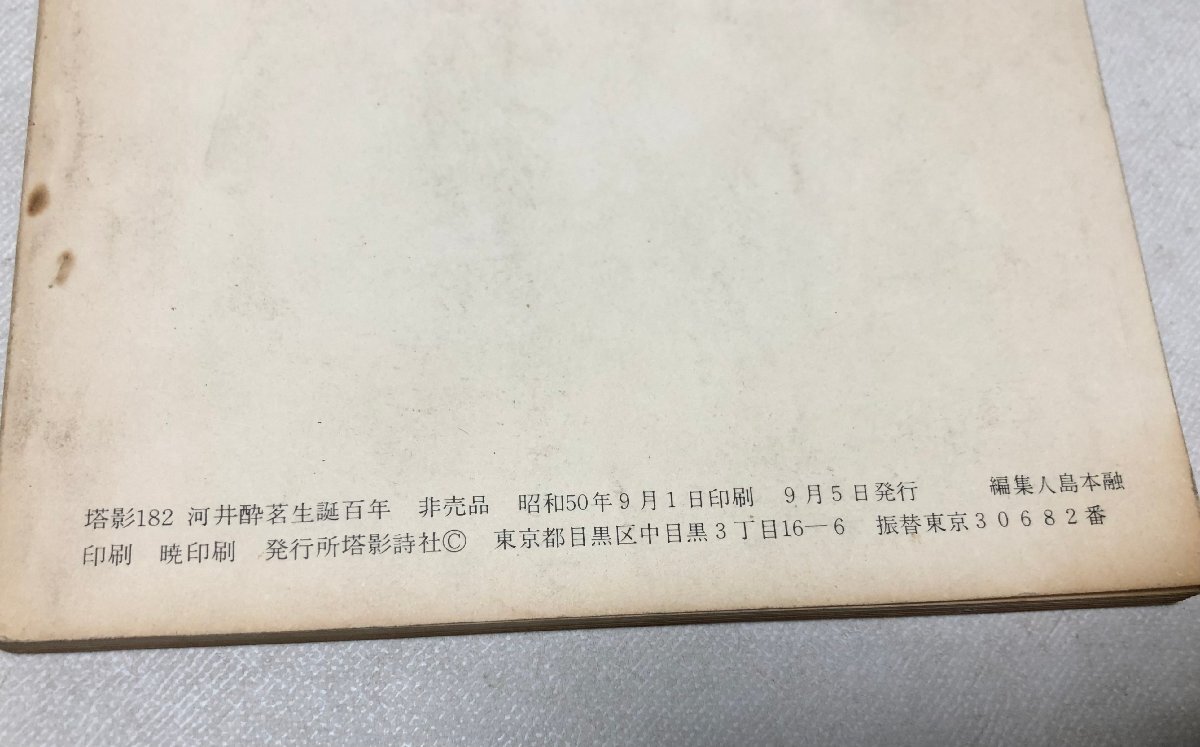 塔影182 河井酔茗生誕百年 非売品 昭和50年9月1日印刷 9月5日発行 編集人島本融
印刷 暁印刷 発行所塔影詩社Ⓒ 東京都目黒区中目黒3丁目16―6 振替東京30682番